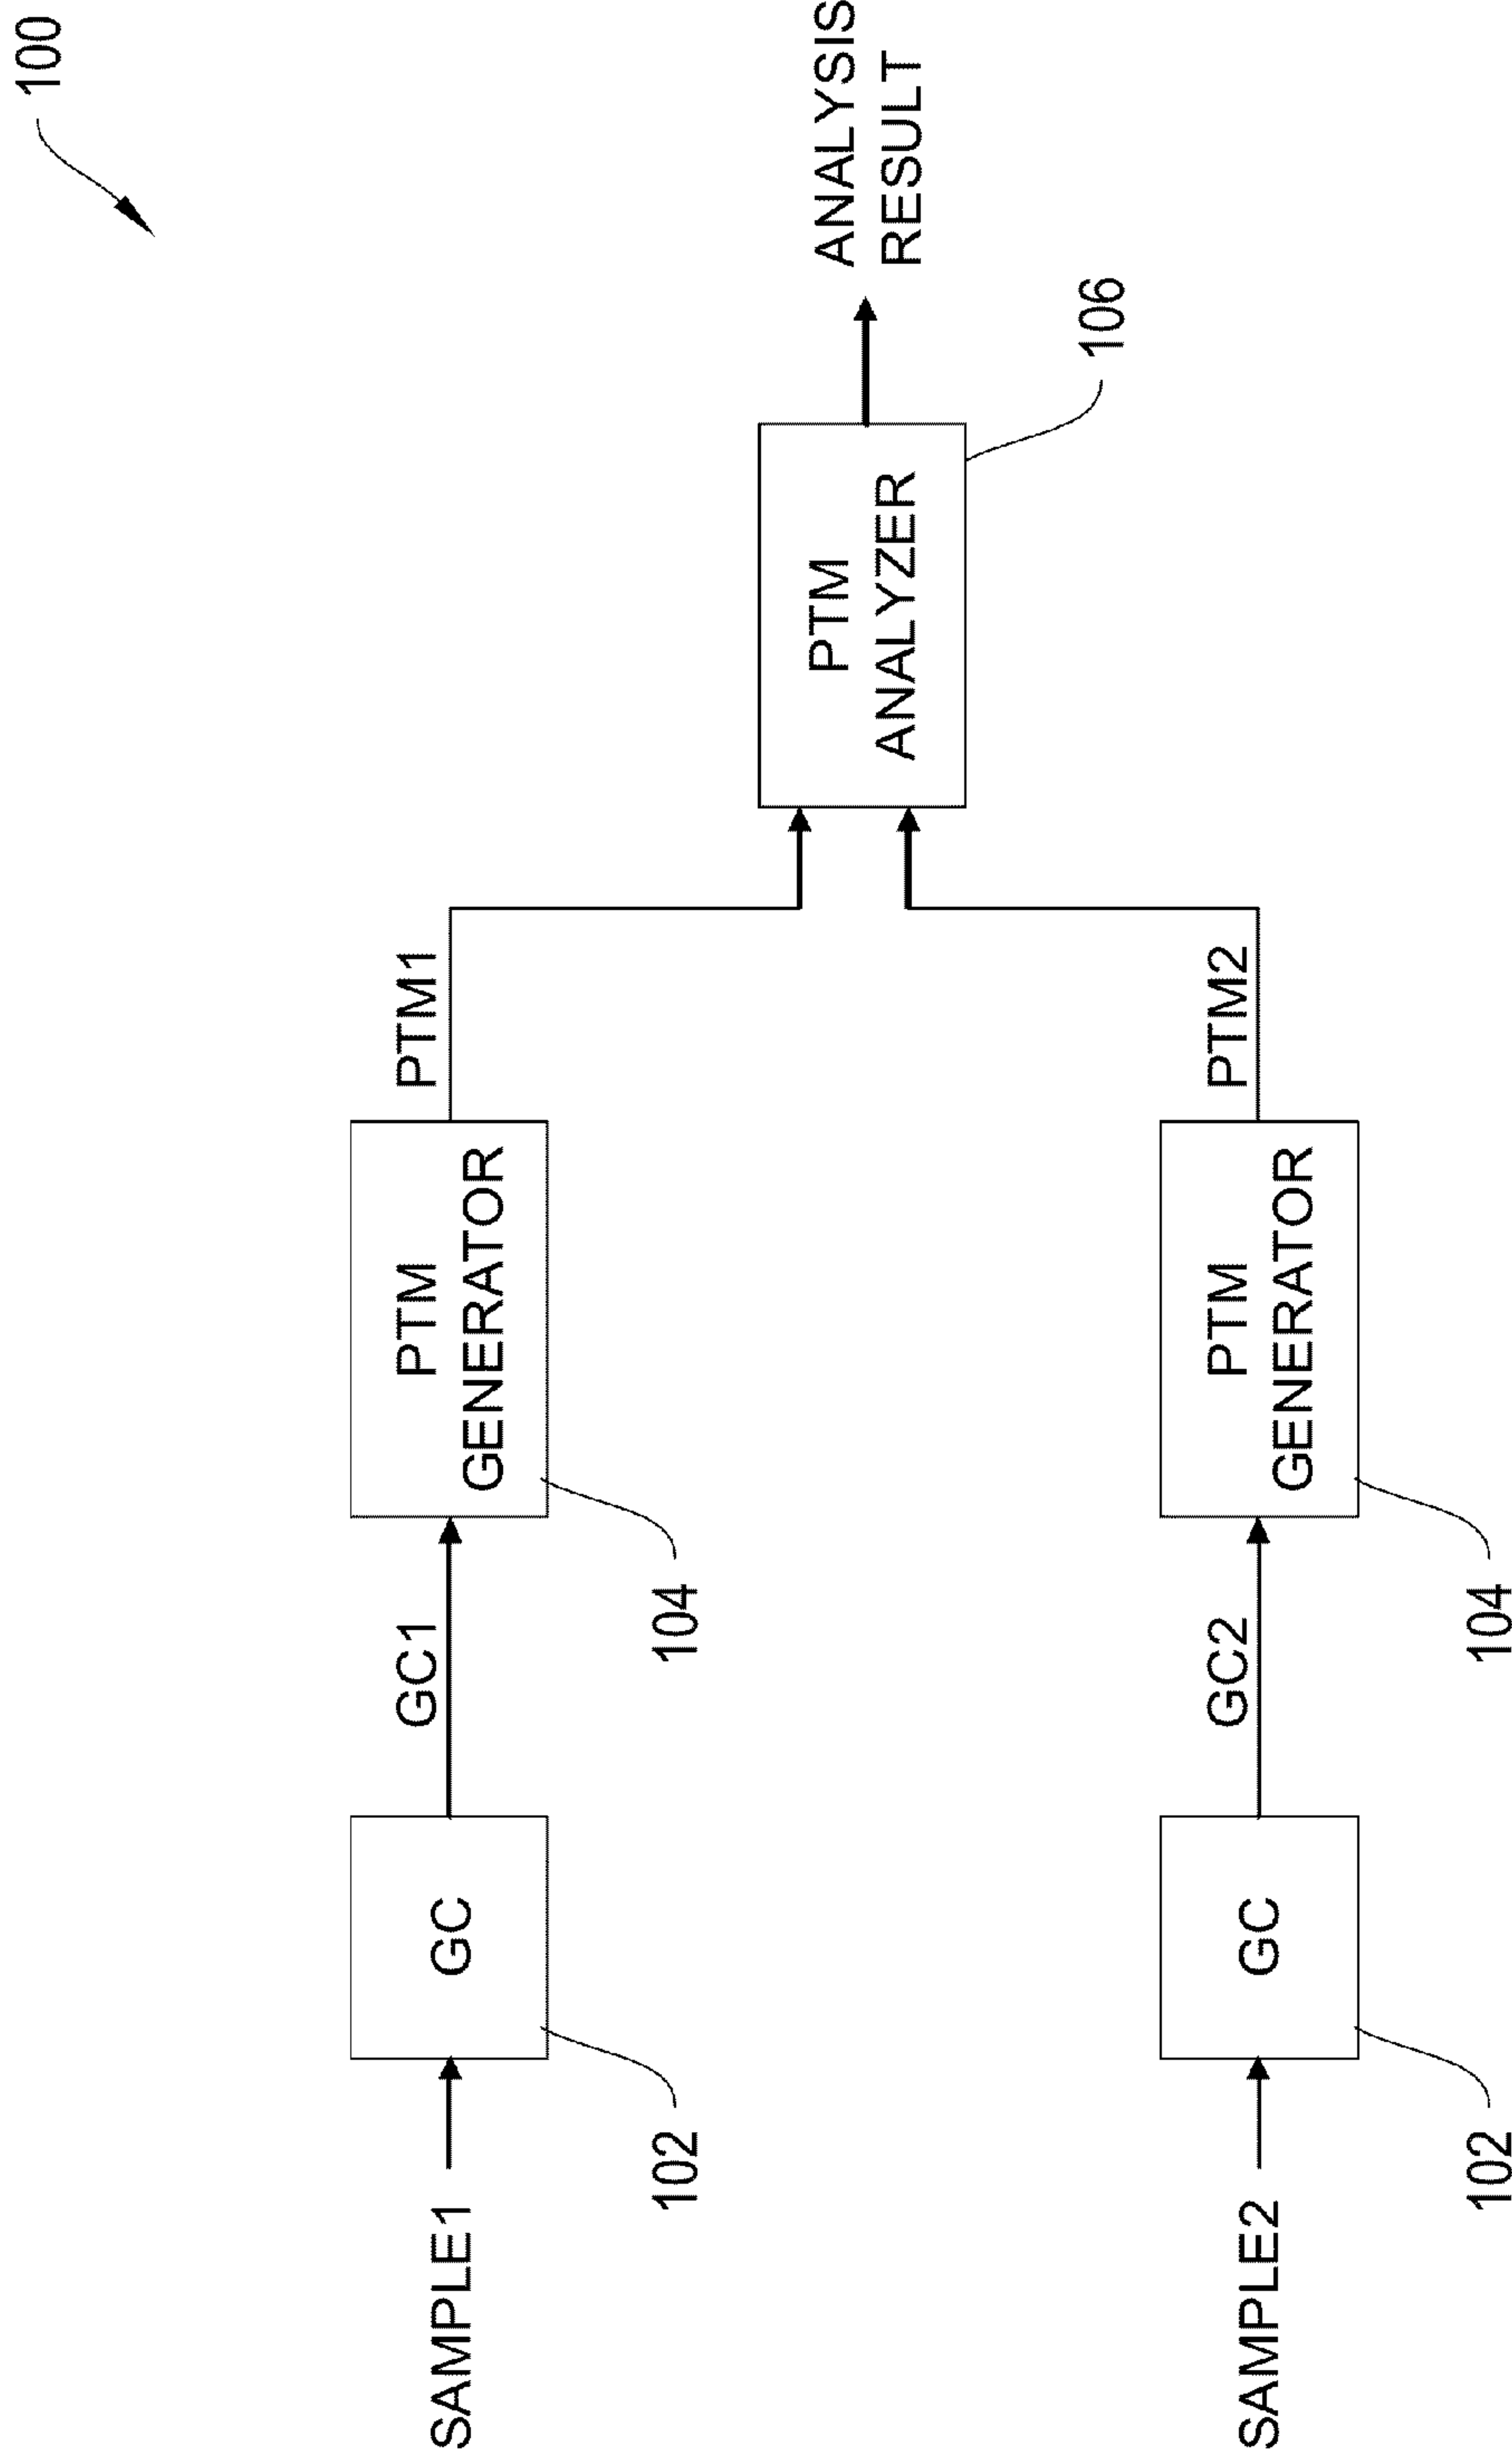 100
SAMPLE1
GC
102
GC1
PTM
GENERATOR
104
PTM1
SAMPLE2
GC
102
GC2
PTM
GENERATOR
104
PTM2
PTM
ANALYZER
106
ANALYSIS
RESULT